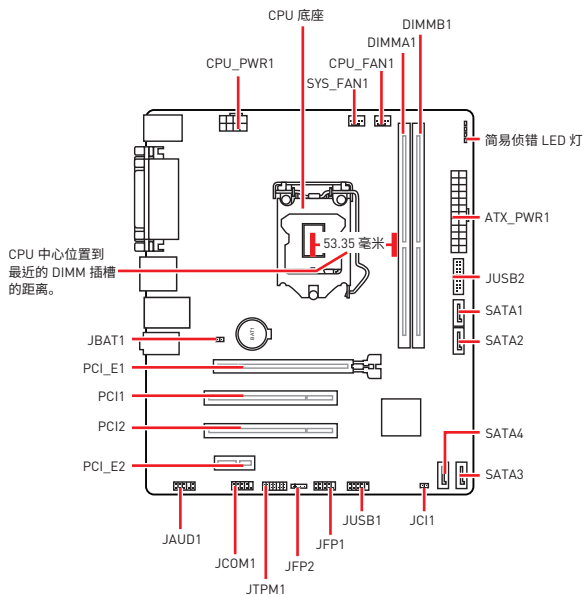 CPU 底座
DIMMB1
DIMMA1
CPU_PWR1
CPU_FAN1
SYS_FAN1
简易侦错 LED 灯
ATX_PWR1
53.35 毫米
CPU 中心位置到
最近的 DIMM 插槽
的距离。
JUSB2
SATA1
SATA2
JBAT1
BAT1
PCI_E1
PCI1
PCI2
SATA4
PCI_E2
SATA3
JAUD1
JCOM1
JTPM1
JFP2
JFP1
JUSB1
JCI1